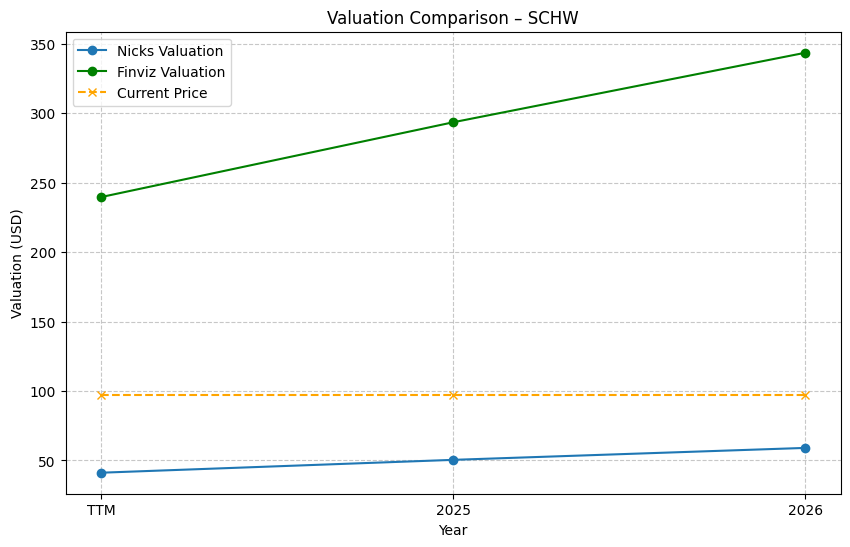 Valuation Comparison – SCHW
Nicks Valuation
Finviz Valuation
Current Price
Valuation (USD)
350
300
250
200
150
100
50
TTM
2025
2026
Year